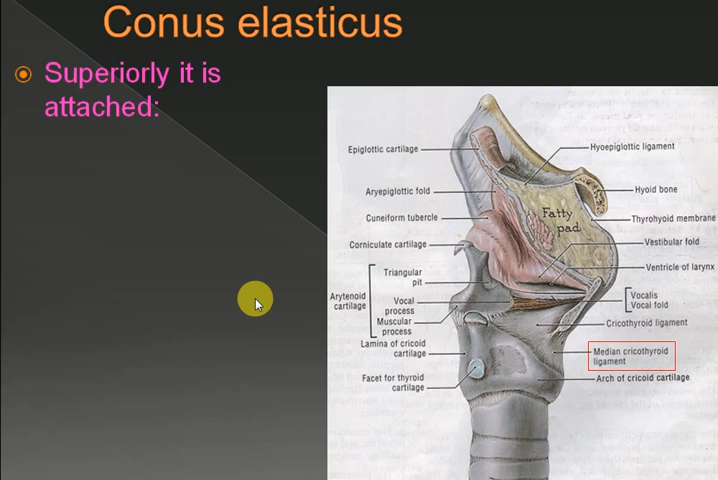 Conus elasticus
Superiorly it is
attached:
Epiglottic cartilage
Aryepiglottic fold
Cuneiform tubercle
Corniculate cartilage
Triangular
pit
Arytenoid
cartilage
Vocal
process
Muscular
process
Lamina of cricoid
cartilage
Facet for thyroid
cartilage
Fatty
pad
Hyoepiglottic ligament
Hyoid bone
Thyrohyoid membrane
Vestibular fold
Ventricle of larynx
Vocalis
Vocal fold
Cricothyroid ligament
Median cricothyroid
ligament
Arch of cricoid cartilage